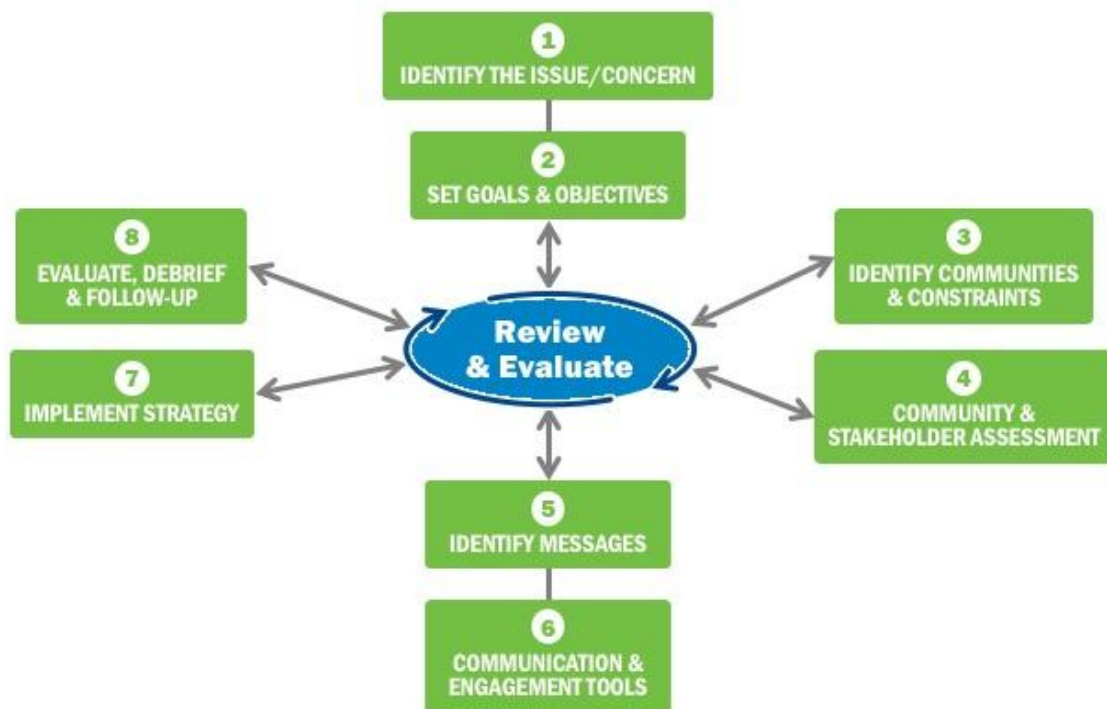 1
IDENTIFY THE ISSUE/CONCERN
2
SET GOALS & OBJECTIVES
3
IDENTIFY COMMUNITIES
& CONSTRAINTS
4
COMMUNITY &
STAKEHOLDER ASSESSMENT
5
IDENTIFY MESSAGES
6
COMMUNICATION &
ENGAGEMENT TOOLS
7
IMPLEMENT STRATEGY
8
EVALUATE, DEBRIEF
& FOLLOW-UP
Review
& Evaluate